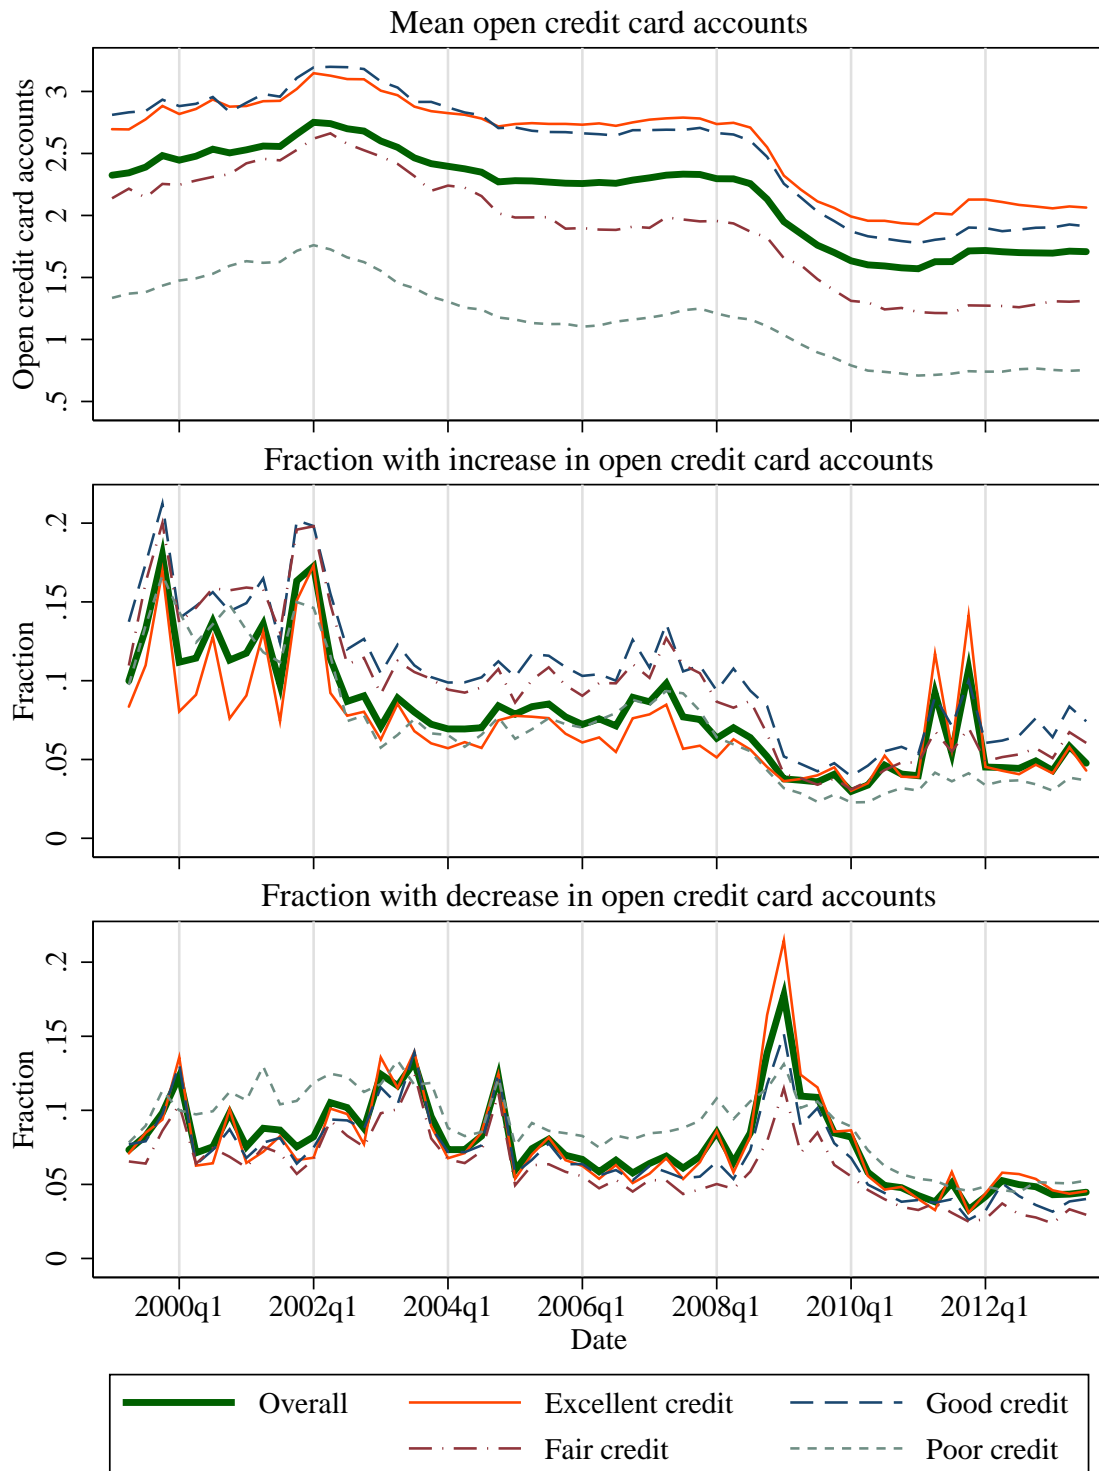 Mean open credit card accounts
Open credit card accounts
3
2.5
2
1.5
1
.5
Fraction with increase in open credit card accounts
Fraction
.2
.15
.1
.05
0
Fraction with decrease in open credit card accounts
Fraction
.2
.15
.1
.05
0
2000q1 2002q1 2004q1 2006q1 2008q1 2010q1 2012q1
Date
Overall Excellent credit Good credit
Fair credit Poor credit